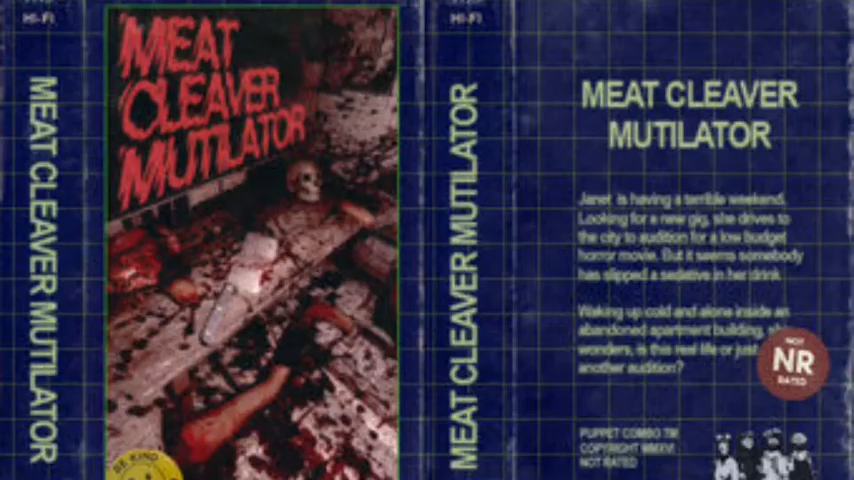 HI-FI
MEAT CLEAVER MUTILATOR
MEAT
CLEAVER
MUTILATOR
BE KIND
HI-FI
MEAT CLEAVER MUTILATOR
MEAT CLEAVER
MUTILATOR
Janet is having a terrible weekend.
Looking for a new gig, she drives to
the city to audition for a low budget
horror movie. But it seems somebody
has slipped a sedative in her drink
Waking up cold and alone inside an
abandoned apartment building, she
wonders, is this real life or just
another audition?
NOT
NR
RATED
PUPPET COMBO TM
COPYRIGHT MMXVI
NOT RATED